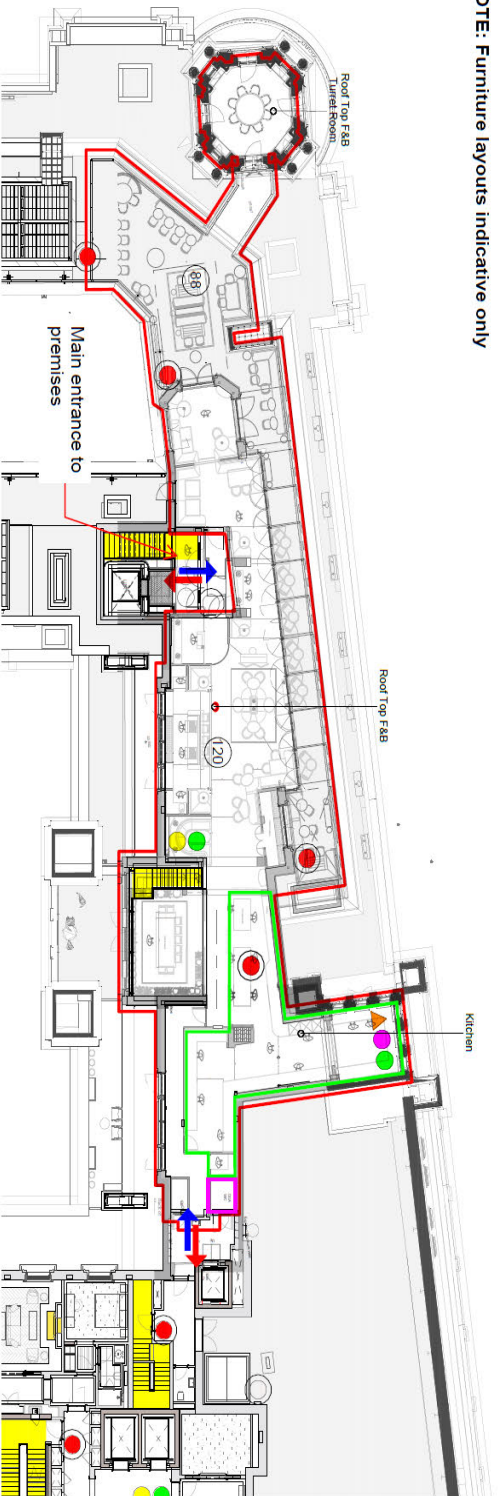 OTE: Furniture layouts indicative only
Roof Top F&B
Turret Room
88
Main entrance to
premises
Roof Top F&B
120
Kitchen